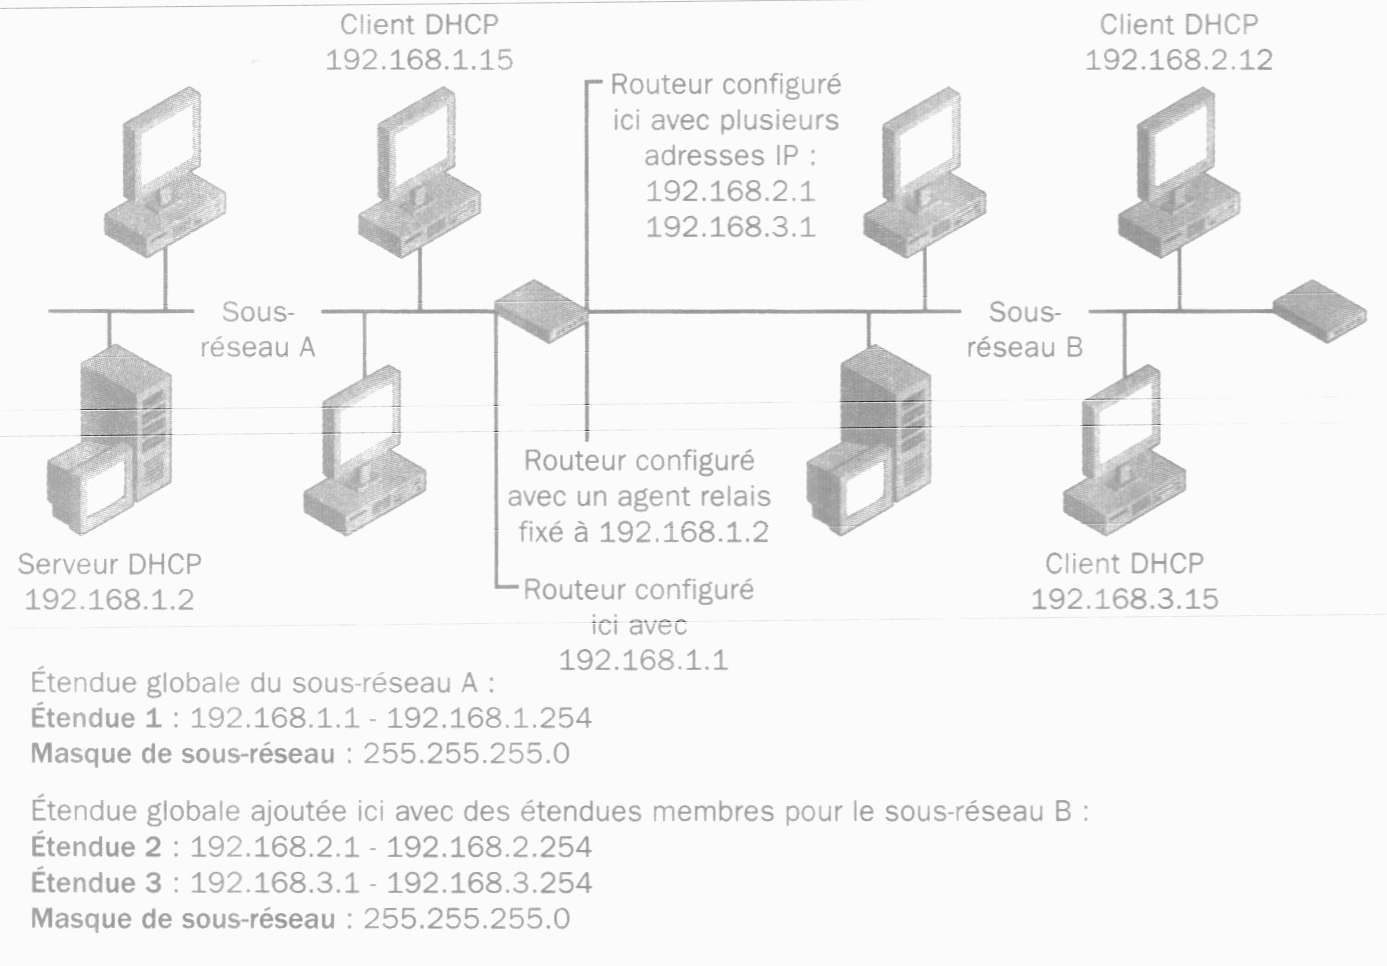 Client DHCP
192.168.1.15
Client DHCP
192.168.2.12
Routeur configuré
ici avec plusieurs
adresses IP :
192.168.2.1
192.168.3.1
Sous-
réseau A
Sous-
réseau B
Routeur configuré
avec un agent relais
fixé à 192.168.1.2
Serveur DHCP
192.168.1.2
Client DHCP
192.168.3.15
Routeur configuré
ici avec
192.168.1.1
Étendue globale du sous-réseau A :
Étendue 1 : 192.168.1.1 - 192.168.1.254
Masque de sous-réseau : 255.255.255.0
Étendue globale ajoutée ici avec des étendues membres pour le sous-réseau B :
Étendue 2 : 192.168.2.1 - 192.168.2.254
Étendue 3 : 192.168.3.1 - 192.168.3.254
Masque de sous-réseau : 255.255.255.0